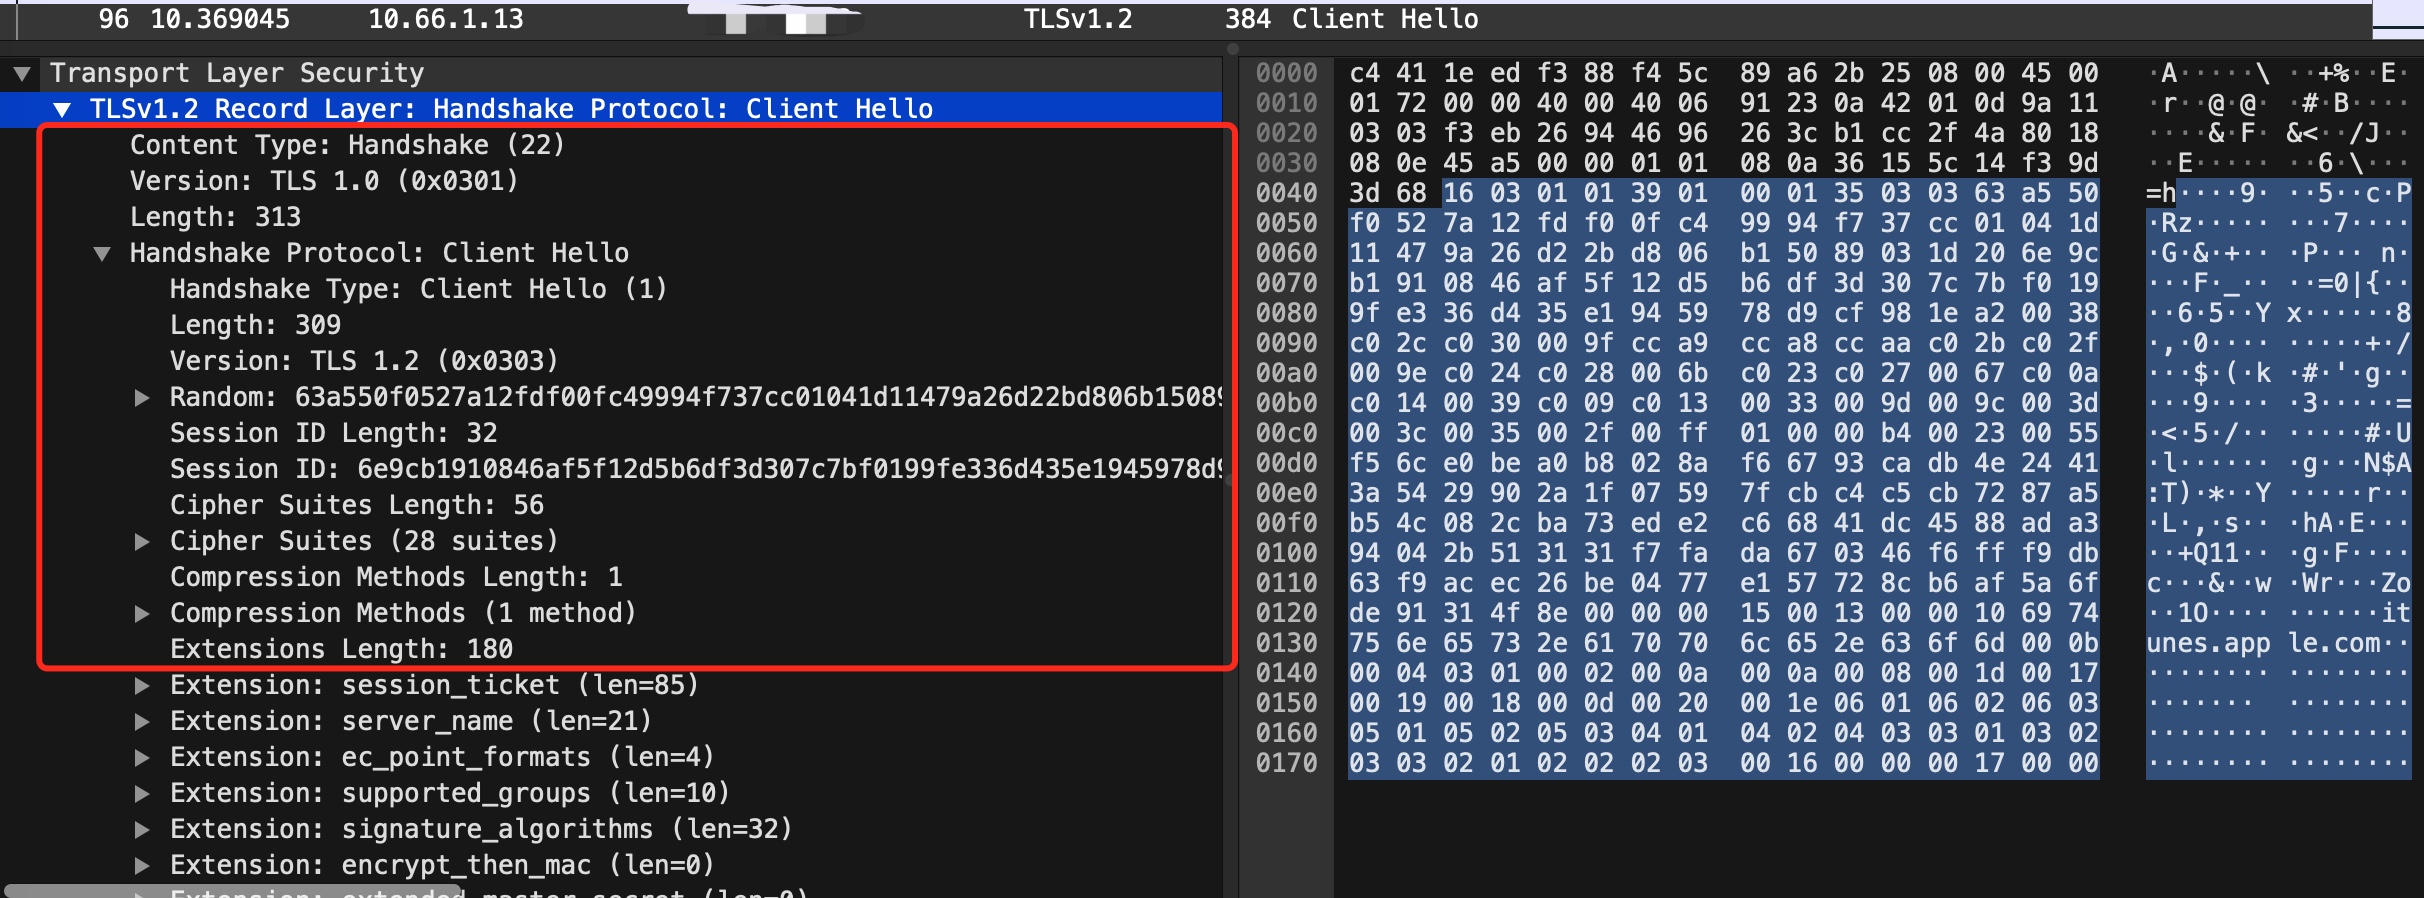 96 10.369045 10.66.1.13 TLSv1.2 384 Client Hello
Transport Layer Security
TLSv1.2 Record Layer: Handshake Protocol: Client Hello
Content Type: Handshake (22)
Version: TLS 1.0 (0x0301)
Length: 313
Handshake Protocol: Client Hello
Handshake Type: Client Hello (1)
Length: 309
Version: TLS 1.2 (0x0303)
Random: 63a550f0527a12fdf00fc49994f737cc01041d11479a26d22bd806b15089
Session ID Length: 32
Session ID: 6e9cb1910846af5f12d5b6df3d307c7bf0199fe336d435e1945978d9
Cipher Suites Length: 56
Cipher Suites (28 suites)
Compression Methods Length: 1
Compression Methods (1 method)
Extensions Length: 180
Extension: session_ticket (len=85)
Extension: server_name (len=21)
Extension: ec_point_formats (len=4)
Extension: supported_groups (len=10)
Extension: signature_algorithms (len=32)
Extension: encrypt_then_mac (len=0)
Extension: extended_master_secret (len=0)
0000 c4 41 1e ed f3 88 f4 5c 89 a6 2b 25 08 00 45 00 ·A·····\ ··+%··E·
0010 01 72 00 00 40 00 40 06 91 23 0a 42 01 0d 9a 11 ·r··@·@· ·#·B····
0020 03 03 f3 eb 26 94 46 96 26 3c b1 cc 2f 4a 80 18 ····&·F· &<··/J··
0030 08 0e 45 a5 00 00 01 01 08 0a 36 15 5c 14 f3 9d ··E····· ··6·\···
0040 3d 68 16 03 01 01 39 01 00 01 35 03 03 63 a5 50 =h····9· ··5··c·P
0050 f0 52 7a 12 fd f0 0f c4 99 94 f7 37 cc 01 04 1d ·Rz····· ···7····
0060 11 47 9a 26 d2 2b d8 06 b1 50 89 03 1d 20 6e 9c ·G·&·+·· ·P··· n·
0070 b1 91 08 46 af 5f 12 d5 b6 df 3d 30 7c 7b f0 19 ···F·_·· ··=0|{··
0080 9f e3 36 d4 35 e1 94 59 78 d9 cf 98 1e a2 00 38 ··6·5··Y x······8
0090 c0 2c c0 30 00 9f cc a9 cc a8 cc aa c0 2b c0 2f ·,·0···· ·····+·/
00a0 00 9e c0 24 c0 28 00 6b c0 23 c0 27 00 67 c0 0a ···$·(·k ·#·'·g··
00b0 c0 14 00 39 c0 09 c0 13 00 33 00 9d 00 9c 00 3d ···9···· ·3·····=
00c0 00 3c 00 35 00 2f 00 ff 01 00 00 b4 00 23 00 55 ·<·5·/·· ·····#·U
00d0 f5 6c e0 be a0 b8 02 8a f6 67 93 ca db 4e 24 41 ·l······ ·g···N$A
00e0 3a 54 29 90 2a 1f 07 59 7f cb c4 c5 cb 72 87 a5 :T)·*··Y ·····r··
00f0 b5 4c 08 2c ba 73 ed e2 c6 68 41 dc 45 88 ad a3 ·L·,·s·· ·hA·E···
0100 94 04 2b 51 31 31 f7 fa da 67 03 46 f6 ff f9 db ··+Q11·· ·g·F····
0110 63 f9 ac ec 26 be 04 77 e1 57 72 8c b6 af 5a 6f c···&··w ·Wr···Zo
0120 de 91 31 4f 8e 00 00 00 15 00 13 00 00 10 69 74 ··1O···· ······it
0130 75 6e 65 73 2e 61 70 70 6c 65 2e 63 6f 6d 00 0b unes.app le.com··
0140 00 04 03 01 00 02 00 0a 00 0a 00 08 00 1d 00 17 ········ ········
0150 00 19 00 18 00 0d 00 20 00 1e 06 01 06 02 06 03 ······· ········
0160 05 01 05 02 05 03 04 01 04 02 04 03 03 01 03 02 ········ ········
0170 03 03 02 01 02 02 02 03 00 16 00 00 00 17 00 00 ········ ········